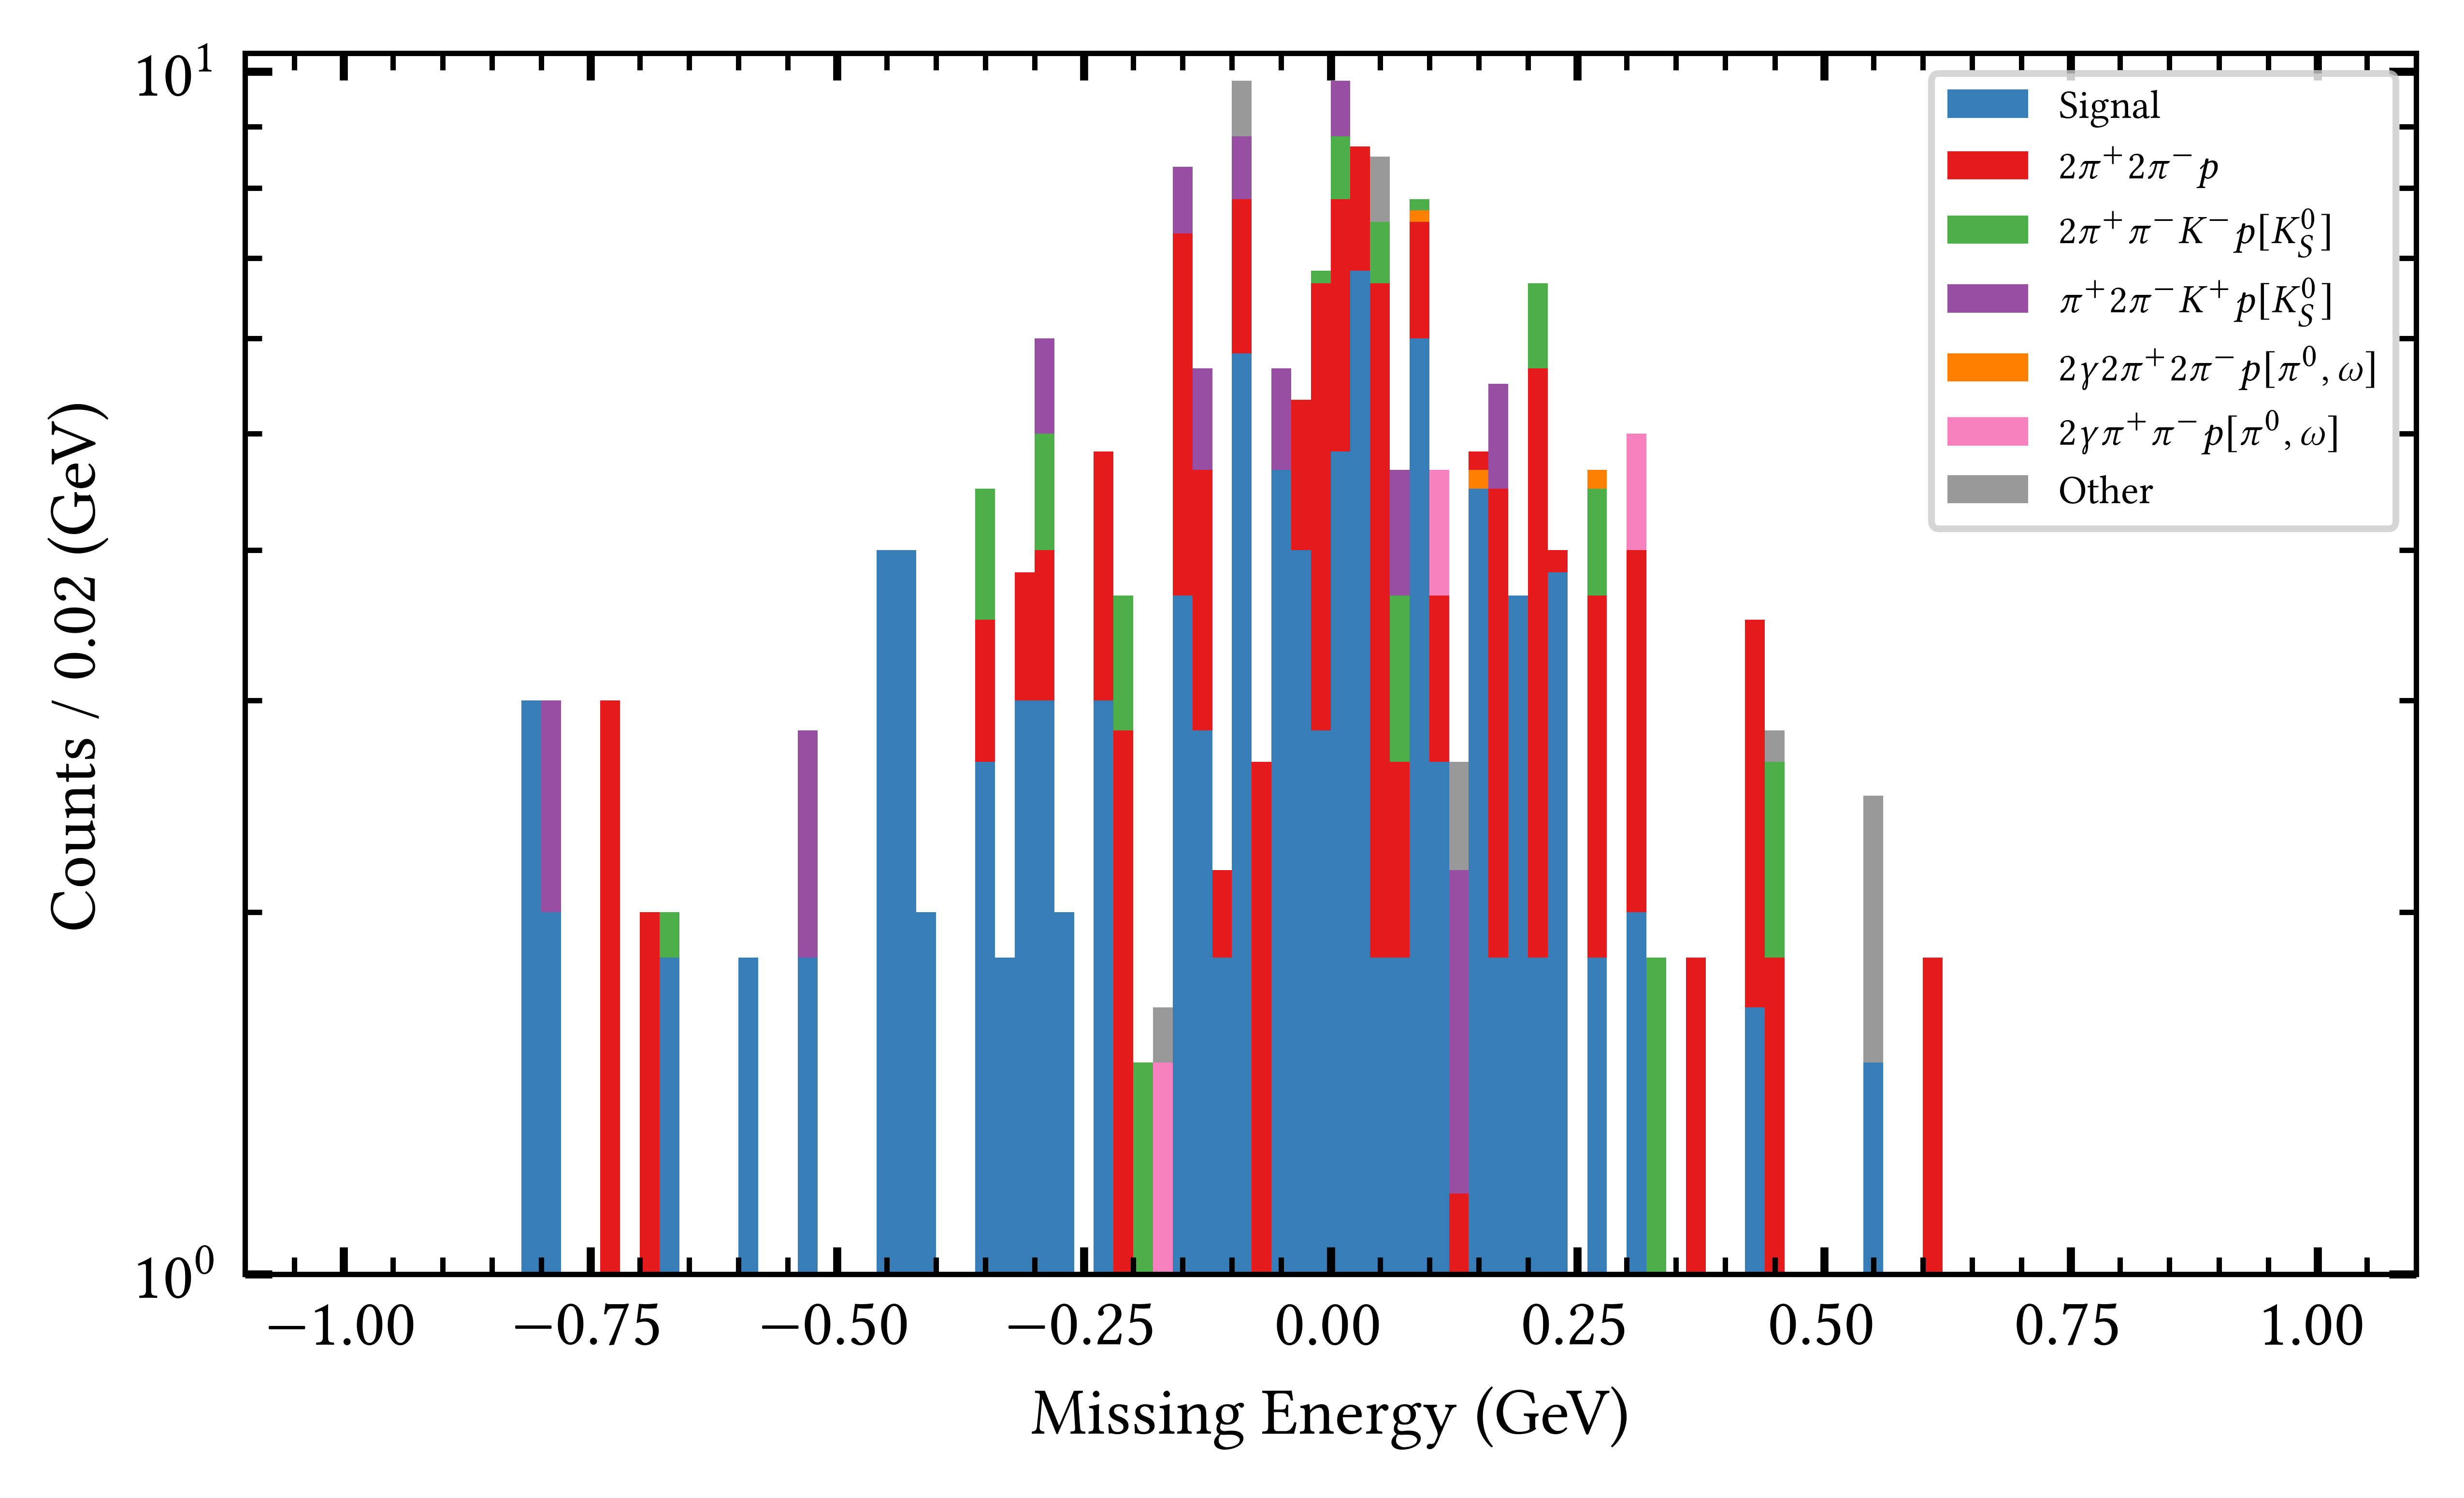 Counts / 0.02 (GeV)
10¹
10⁰
Signal
2π⁺2π⁻p
2π⁺π⁻K⁻p[K⁰_S]
π⁺2π⁻K⁺p[K⁰_S]
2γ2π⁺2π⁻p[π⁰, ω]
2γπ⁺π⁻p[π⁰, ω]
Other
−1.00 −0.75 −0.50 −0.25 0.00 0.25 0.50 0.75 1.00
Missing Energy (GeV)